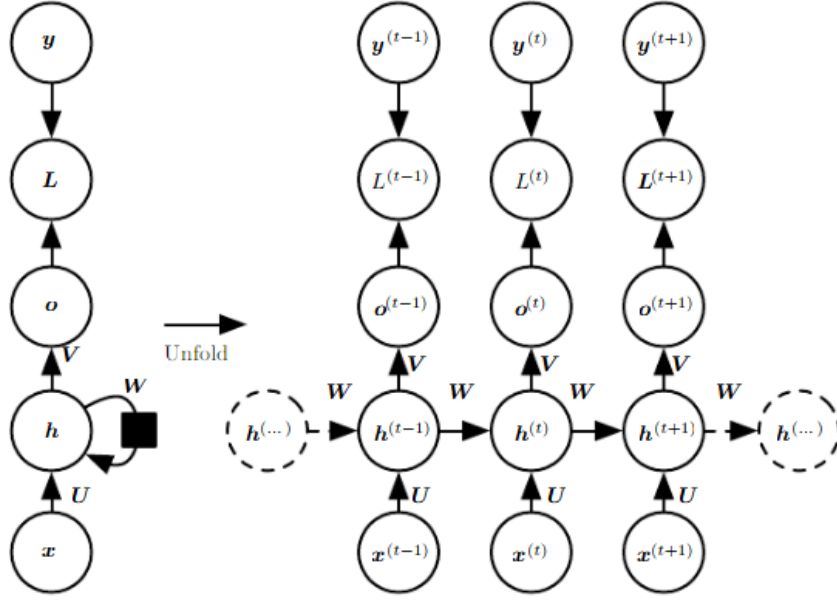 y y^(t−1) y^(t) y^(t+1)
L L^(t−1) L^(t) L^(t+1)
o o^(t−1) o^(t) o^(t+1)
Unfold
V V V V
W W W W W
h h^(...) h^(t−1) h^(t) h^(t+1) h^(...)
U U U U
x x^(t−1) x^(t) x^(t+1)